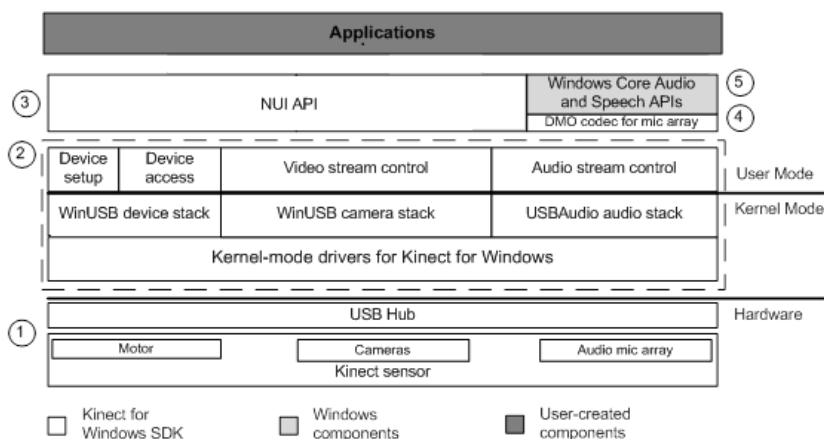 Applications
3
NUI API
Windows Core Audio
and Speech APIs
5
DMO codec for mic array
4
2
Device
setup
Device
access
Video stream control
Audio stream control
User Mode
Kernel Mode
WinUSB device stack
WinUSB camera stack
USBAudio audio stack
Kernel-mode drivers for Kinect for Windows
USB Hub
Hardware
1
Motor
Cameras
Audio mic array
Kinect sensor
Kinect for
Windows SDK
Windows
components
User-created
components